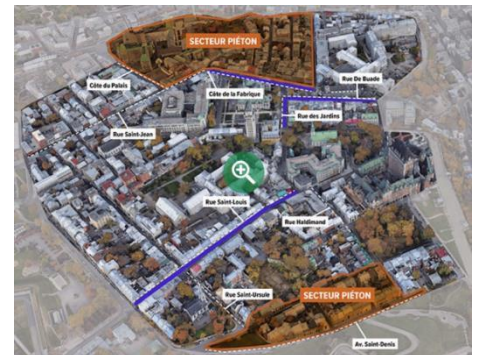 SECTEUR PIÉTON
Rue De Buade
Côte du Palais
Côte de la Fabrique
Rue des Jardins
Rue Saint-Jean
Rue Saint-Louis
Rue Haldimand
Rue Saint-Ursule
SECTEUR PIÉTON
Av. Saint-Denis